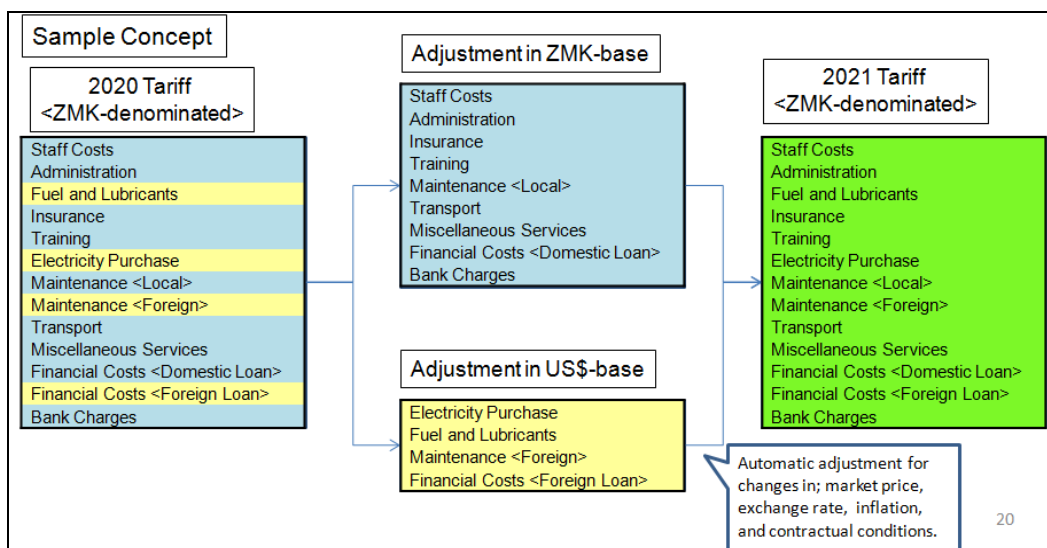 Sample Concept
2020 Tariff
<ZMK-denominated>
Staff Costs
Administration
Fuel and Lubricants
Insurance
Training
Electricity Purchase
Maintenance <Local>
Maintenance <Foreign>
Transport
Miscellaneous Services
Financial Costs <Domestic Loan>
Financial Costs <Foreign Loan>
Bank Charges
Adjustment in ZMK-base
Staff Costs
Administration
Insurance
Training
Maintenance <Local>
Transport
Miscellaneous Services
Financial Costs <Domestic Loan>
Bank Charges
Adjustment in US$-base
Electricity Purchase
Fuel and Lubricants
Maintenance <Foreign>
Financial Costs <Foreign Loan>
2021 Tariff
<ZMK-denominated>
Staff Costs
Administration
Fuel and Lubricants
Insurance
Training
Electricity Purchase
Maintenance <Local>
Maintenance <Foreign>
Transport
Miscellaneous Services
Financial Costs <Domestic Loan>
Financial Costs <Foreign Loan>
Bank Charges
Automatic adjustment for
changes in; market price,
exchange rate, inflation,
and contractual conditions.
20